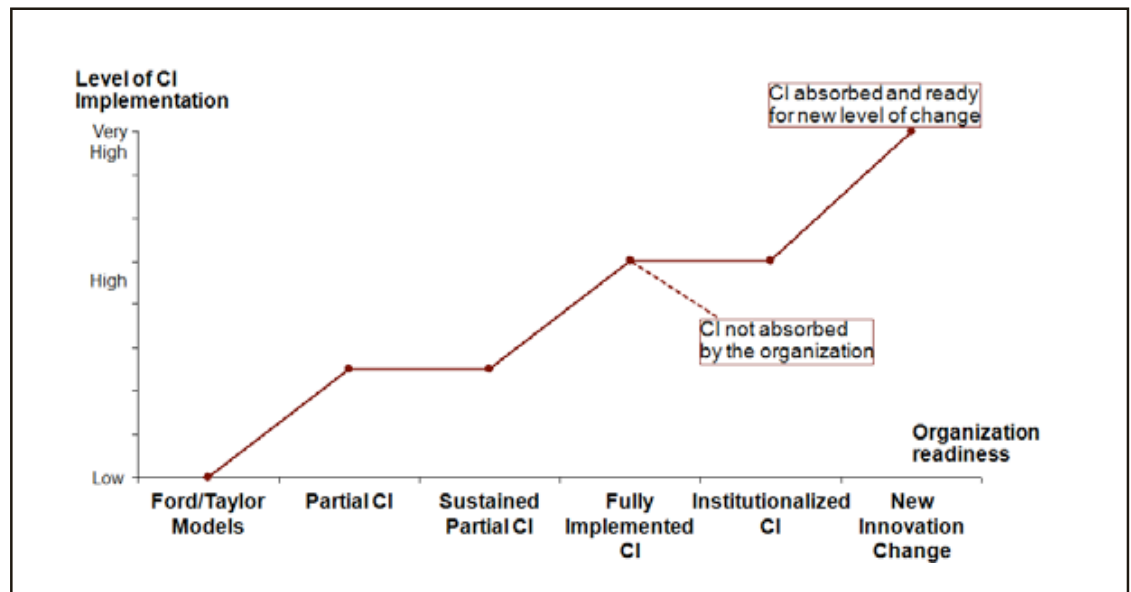 Level of CI
Implementation
CI absorbed and ready
for new level of change
Very
High
High
CI not absorbed
by the organization
Organization
readiness
Low
Ford/Taylor
Models
Partial CI
Sustained
Partial CI
Fully
Implemented
CI
Institutionalized
CI
New
Innovation
Change